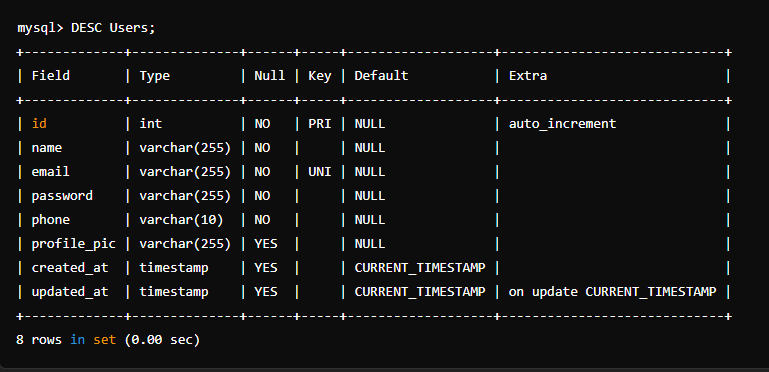 mysql> DESC Users;
+-------------+--------------+------+-----+-------------------+-----------------------------+
| Field       | Type         | Null | Key | Default           | Extra                       |
+-------------+--------------+------+-----+-------------------+-----------------------------+
| id          | int          | NO   | PRI | NULL              | auto_increment              |
| name        | varchar(255) | NO   |     | NULL              |                             |
| email       | varchar(255) | NO   | UNI | NULL              |                             |
| password    | varchar(255) | NO   |     | NULL              |                             |
| phone       | varchar(10)  | NO   |     | NULL              |                             |
| profile_pic | varchar(255) | YES  |     | NULL              |                             |
| created_at  | timestamp    | YES  |     | CURRENT_TIMESTAMP |                             |
| updated_at  | timestamp    | YES  |     | CURRENT_TIMESTAMP | on update CURRENT_TIMESTAMP |
+-------------+--------------+------+-----+-------------------+-----------------------------+
8 rows in set (0.00 sec)